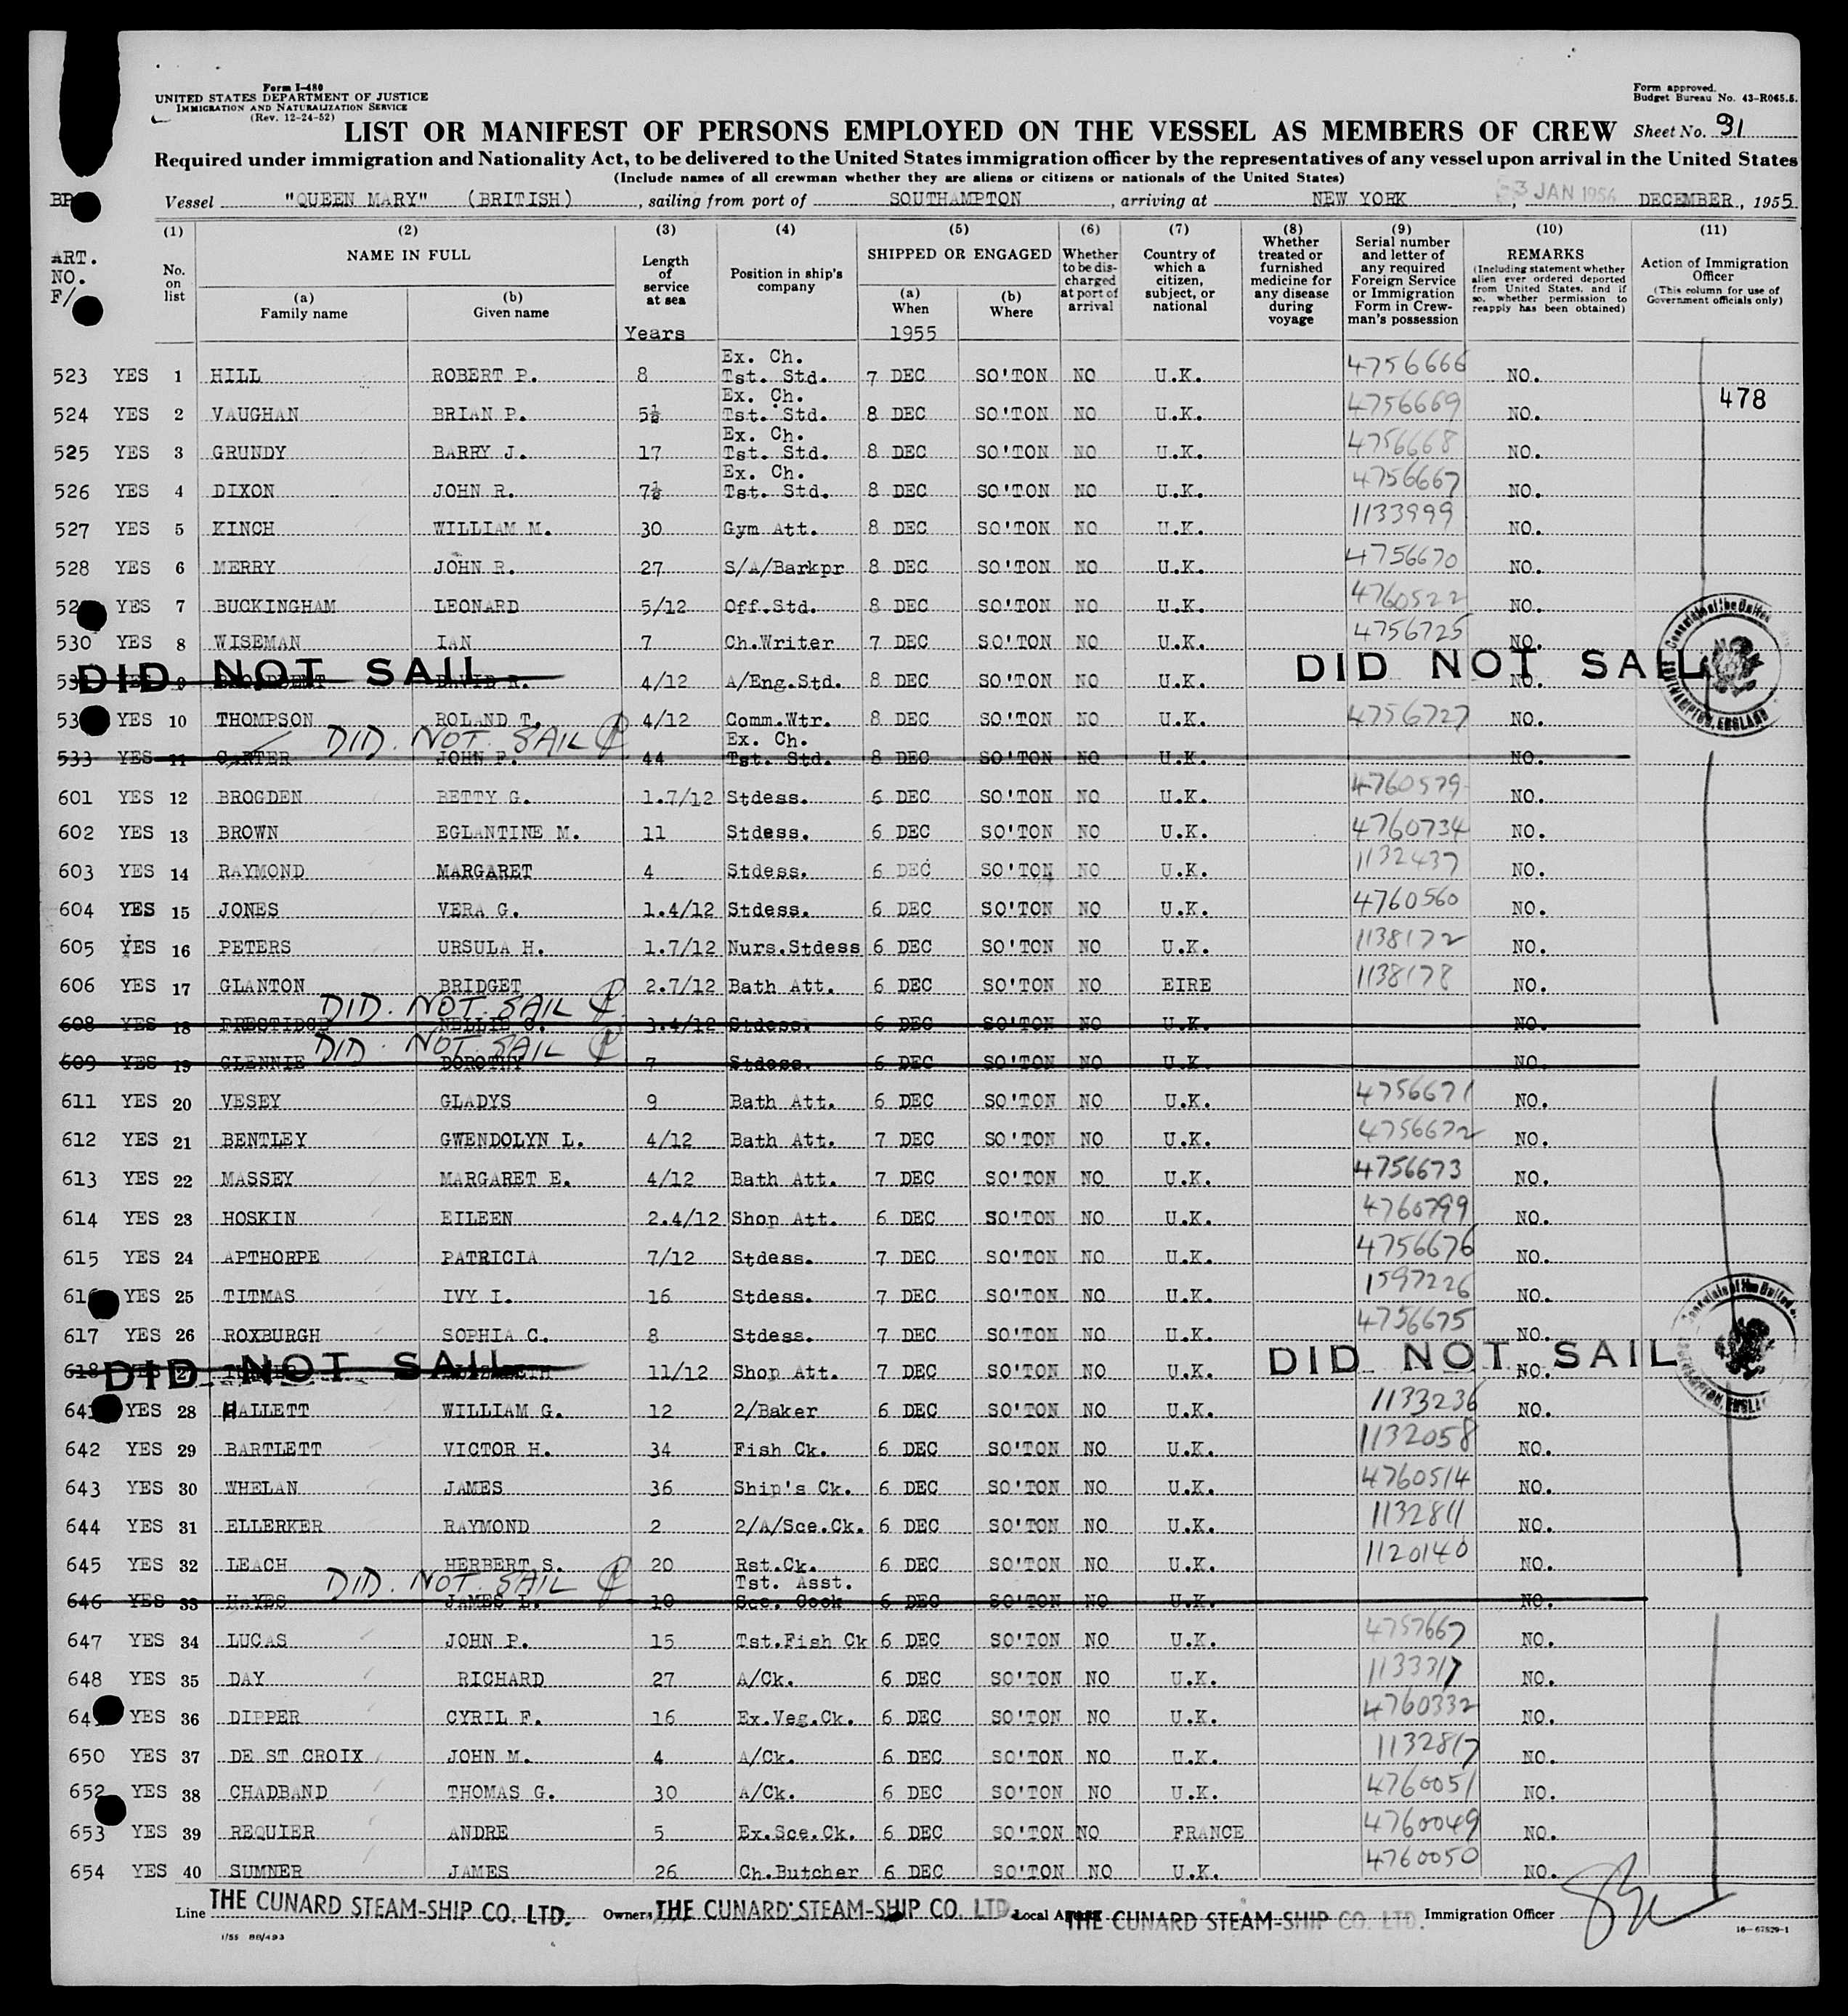 Form I-480
UNITED STATES DEPARTMENT OF JUSTICE
IMMIGRATION AND NATURALIZATION SERVICE
(Rev. 12-24-52)
Form approved.
Budget Bureau No. 43-R065.5.
LIST OR MANIFEST OF PERSONS EMPLOYED ON THE VESSEL AS MEMBERS OF CREW Sheet No. 31
Required under immigration and Nationality Act, to be delivered to the United States immigration officer by the representatives of any vessel upon arrival in the United States
(Include names of all crewman whether they are aliens or citizens or nationals of the United States)
Vessel "QUEEN MARY" (BRITISH), sailing from port of SOUTHAMPTON, arriving at NEW YORK, 3 JAN 1956 DECEMBER, 1955
ART. NO. F/
(1) No. on list
(2) NAME IN FULL (a) Family name (b) Given name
(3) Length of service at sea Years
(4) Position in ship's company
(5) SHIPPED OR ENGAGED (a) When 1955 (b) Where
(6) Whether to be discharged at port of arrival
(7) Country of which a citizen, subject, or national
(8) Whether treated or furnished medicine for any disease during voyage
(9) Serial number and letter of any required Foreign Service or Immigration Form in Crewman's possession
(10) REMARKS (Including statement whether alien ever ordered deported from United States, and if so, whether permission to reapply has been obtained)
(11) Action of Immigration Officer (This column for use of Government officials only)
523 YES 1 HILL ROBERT P. 8 Ex. Ch. Tst. Std. 7 DEC SO'TON NO U.K. 4756666 NO.
478
524 YES 2 VAUGHAN BRIAN P. 5½ Ex. Ch. Tst. Std. 8 DEC SO'TON NO U.K. 4756669 NO.
525 YES 3 GRUNDY BARRY J. 17 Ex. Ch. Tst. Std. 8 DEC SO'TON NO U.K. 4756668 NO.
526 YES 4 DIXON JOHN R. 7½ Ex. Ch. Tst. Std. 8 DEC SO'TON NO U.K. 4756667 NO.
527 YES 5 KINCH WILLIAM M. 30 Gym Att. 8 DEC SO'TON NO U.K. 1133999 NO.
528 YES 6 MERRY JOHN R. 27 S/A/Barkpr 8 DEC SO'TON NO U.K. 4756670 NO.
YES 7 BUCKINGHAM LEONARD 5/12 Off.Std. 8 DEC SO'TON NO U.K. 4760522 NO.
530 YES 8 WISEMAN IAN 7 Ch.Writer 7 DEC SO'TON NO U.K. 4756725 NO.
DID NOT SAIL 9 DAVID R. 4/12 A/Eng.Std. 8 DEC SO'TON NO U.K. DID NOT SAIL NO.
YES 10 THOMPSON ROLAND T. 4/12 Comm.Wtr. 8 DEC SO'TON NO U.K. 4756727 NO.
DID NOT SAIL
533 YES 11 CARTER JOHN F. 44 Ex. Ch. Tst. Std. 8 DEC SO'TON NO U.K. NO.
601 YES 12 BROGDEN BETTY G. 1.7/12 Stdess. 6 DEC SO'TON NO U.K. 4760579 NO.
602 YES 13 BROWN EGLANTINE M. 11 Stdess. 6 DEC SO'TON NO U.K. 4760734 NO.
603 YES 14 RAYMOND MARGARET 4 Stdess. 6 DEC SO'TON NO U.K. 1132437 NO.
604 YES 15 JONES VERA G. 1.4/12 Stdess. 6 DEC SO'TON NO U.K. 4760560 NO.
605 YES 16 PETERS URSULA H. 1.7/12 Nurs.Stdess 6 DEC SO'TON NO U.K. 1138172 NO.
606 YES 17 GLANTON BRIDGET 2.7/12 Bath Att. 6 DEC SO'TON NO EIRE 1138178 NO.
DID NOT SAIL
608 YES 18 PRESTIDGE NELLIE 6 DEC SO'TON NO U.K. NO.
DID NOT SAIL
609 YES 19 GLENNIE DOROTHY 7 Stdess. 6 DEC SO'TON NO U.K. NO.
611 YES 20 VESEY GLADYS 9 Bath Att. 6 DEC SO'TON NO U.K. 4756671 NO.
612 YES 21 BENTLEY GWENDOLYN L. 4/12 Bath Att. 7 DEC SO'TON NO U.K. 4756672 NO.
613 YES 22 MASSEY MARGARET E. 4/12 Bath Att. 7 DEC SO'TON NO U.K. 4756673 NO.
614 YES 23 HOSKIN EILEEN 2.4/12 Shop Att. 6 DEC SO'TON NO U.K. 4760799 NO.
615 YES 24 APTHORPE PATRICIA 7/12 Stdess. 7 DEC SO'TON NO U.K. 4756676 NO.
YES 25 TITMAS IVY I. 16 Stdess. 7 DEC SO'TON NO U.K. 1597226 NO.
617 YES 26 ROXBURGH SOPHIA C. 8 Stdess. 7 DEC SO'TON NO U.K. 4756675 NO.
618 DID NOT SAIL 11/12 Shop Att. 7 DEC SO'TON NO U.K. DID NOT SAIL NO.
YES 28 HALLETT WILLIAM G. 12 2/Baker 6 DEC SO'TON NO U.K. 1133236 NO.
642 YES 29 BARTLETT VICTOR H. 34 Fish Ck. 6 DEC SO'TON NO U.K. 1132058 NO.
643 YES 30 WHELAN JAMES 36 Ship's Ck. 6 DEC SO'TON NO U.K. 4760514 NO.
644 YES 31 ELLERKER RAYMOND 2 2/A/Sce.Ck. 6 DEC SO'TON NO U.K. 1132811 NO.
645 YES 32 LEACH HERBERT S. 20 Rst.Ck. 6 DEC SO'TON NO U.K. 1120140 NO.
DID NOT SAIL
646 YES 33 HAYES JAMES L. 10 Tst. Asst. Sce. Cook 6 DEC SO'TON NO U.K. NO.
647 YES 34 LUCAS JOHN P. 15 Tst.Fish Ck 6 DEC SO'TON NO U.K. 4757667 NO.
648 YES 35 DAY RICHARD 27 A/Ck. 6 DEC SO'TON NO U.K. 1133317 NO.
YES 36 DIPPER CYRIL F. 16 Ex.Veg.Ck. 6 DEC SO'TON NO U.K. 4760332 NO.
650 YES 37 DE ST CROIX JOHN M. 4 A/Ck. 6 DEC SO'TON NO U.K. 1132817 NO.
652 YES 38 CHADBAND THOMAS G. 30 A/Ck. 6 DEC SO'TON NO U.K. 4760051 NO.
653 YES 39 REQUIER ANDRE 5 Ex.Sce.Ck. 6 DEC SO'TON NO FRANCE 4760049 NO.
654 YES 40 SUMNER JAMES 26 Ch.Butcher 6 DEC SO'TON NO U.K. 4760050 NO.
Line THE CUNARD STEAM-SHIP CO. LTD. Owners THE CUNARD STEAM-SHIP CO. LTD. Local Agents THE CUNARD STEAM-SHIP CO. LTD. Immigration Officer
1/55 BB/493
16-67529-1